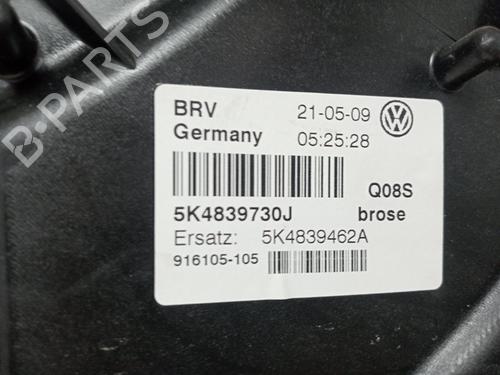 B-PARTS
BRV 21-05-09
Germany 05:25:28
Q08S
5K4839730J brose
Ersatz: 5K4839462A
916105-105